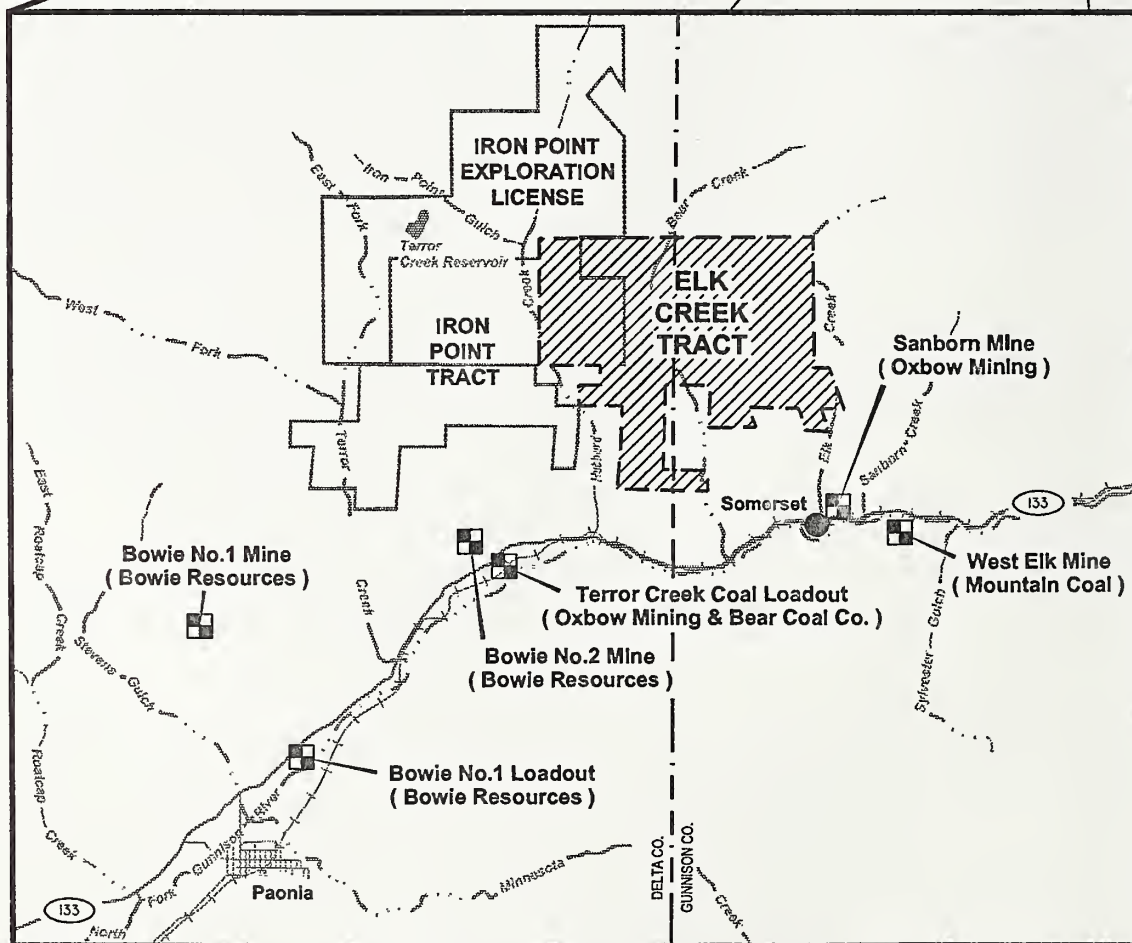 IRON POINT
EXPLORATION
LICENSE
East
Fork
Iron
Point
Gulch
Bear
Creek
Terror
Creek Reservoir
Creek
West
Fork
IRON
POINT
TRACT
ELK
CREEK
TRACT
Creek
Sanborn Mine
( Oxbow Mining )
Terror
Hubbard
Elk
Sanborn
Creek
Somerset
133
East
Roatcap
Creek
Bowie No.1 Mine
( Bowie Resources )
West Elk Mine
( Mountain Coal )
Terror Creek Coal Loadout
( Oxbow Mining & Bear Coal Co. )
Creek
Stevens
Gulch
Bowie No.2 Mine
( Bowie Resources )
Sylvester
Gulch
Roatcap
Creek
Bowie No.1 Loadout
( Bowie Resources )
River
Gunnison
Fork
North
Paonia
133
Minnesota
Creek
DELTA CO.
GUNNISON CO.